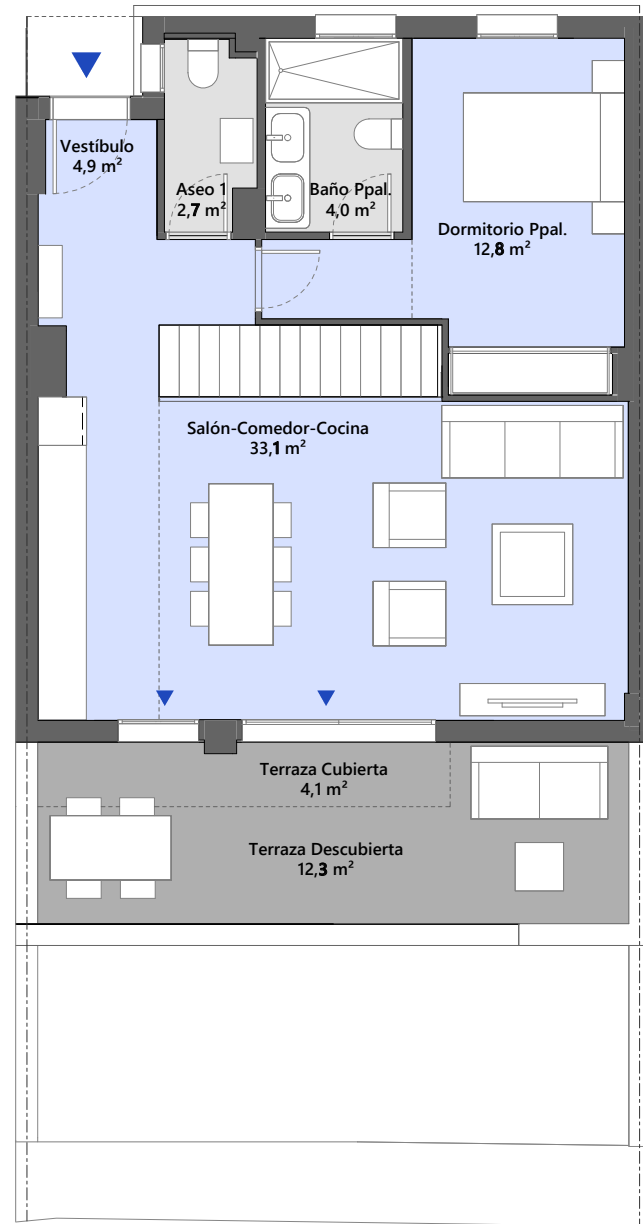 Vestíbulo
4,9 m²
Aseo 1
2,7 m²
Baño Ppal.
4,0 m²
Dormitorio Ppal.
12,8 m²
Salón-Comedor-Cocina
33,1 m²
Terraza Cubierta
4,1 m²
Terraza Descubierta
12,3 m²